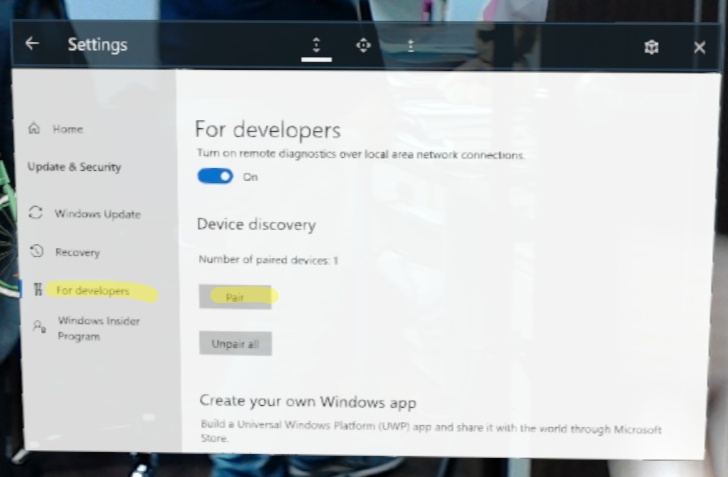 Settings
Home
Update & Security
Windows Update
Recovery
For developers
Windows Insider
Program
For developers
Turn on remote diagnostics over local area network connections.
On
Device discovery
Number of paired devices: 1
Pair
Unpair all
Create your own Windows app
Build a Universal Windows Platform (UWP) app and share it with the world through Microsoft
Store.